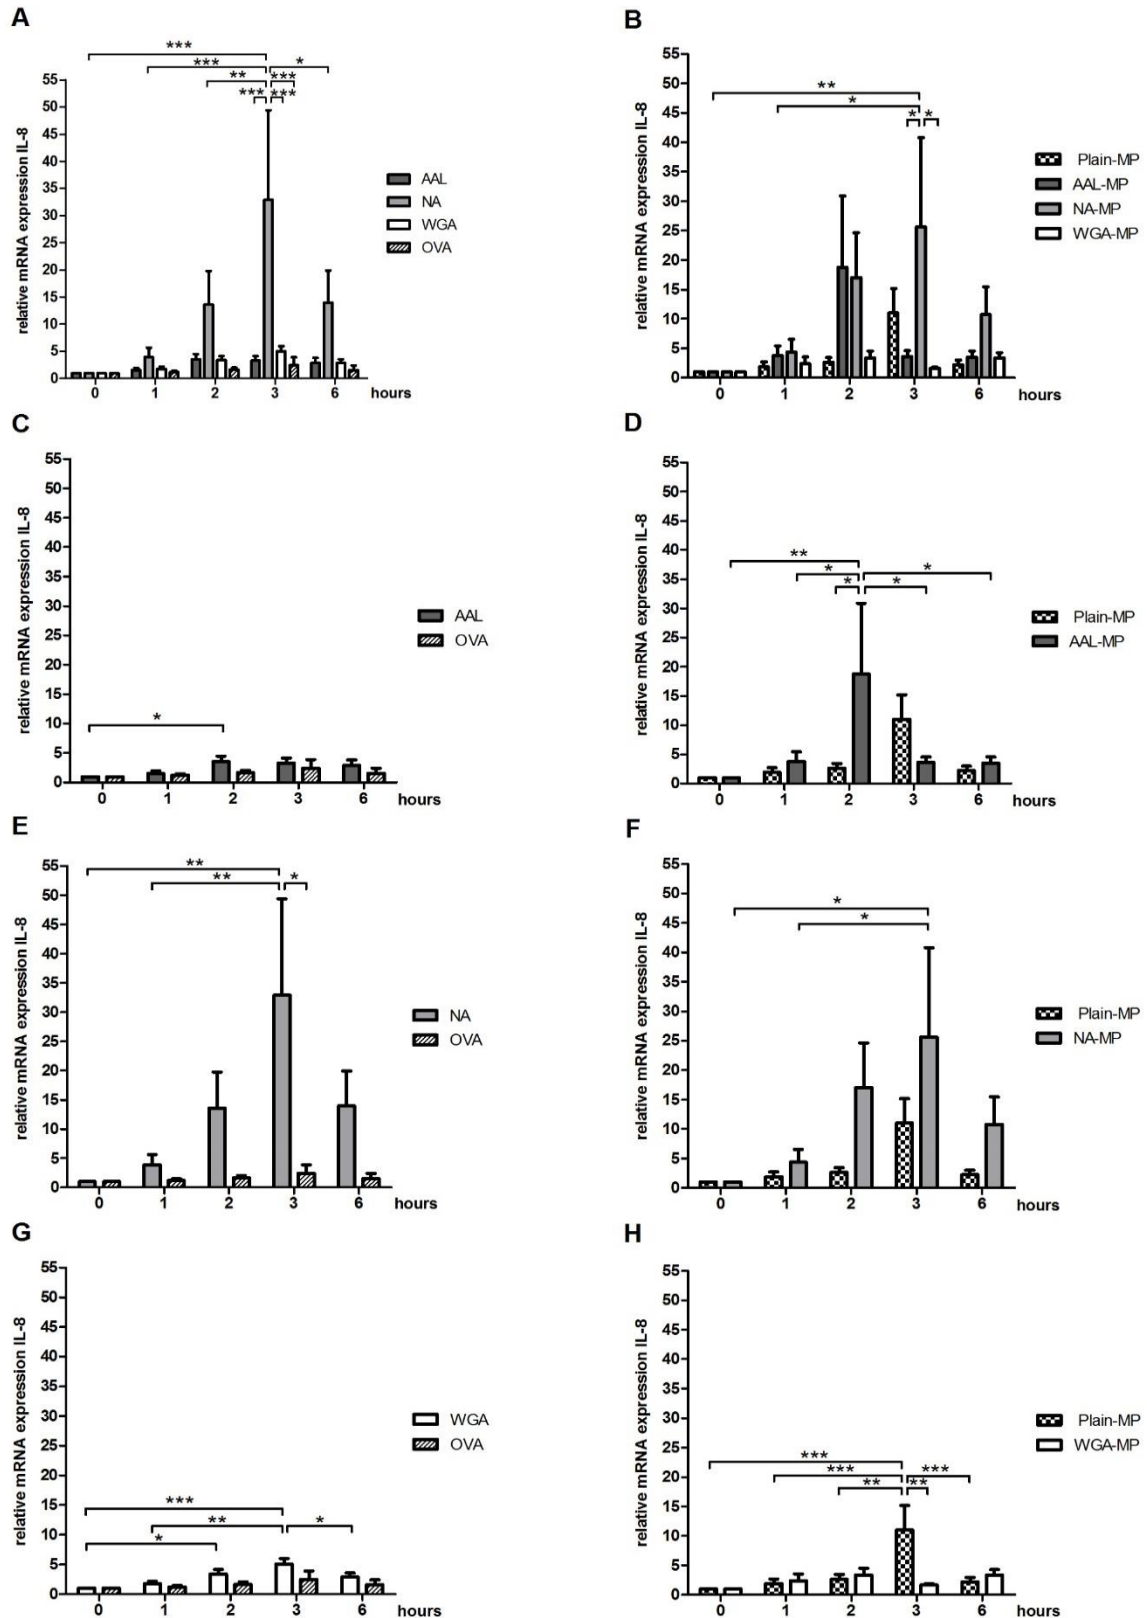 A
relative mRNA expression IL-8
55
50
45
40
35
30
25
20
15
10
5
0
*** 
*** *
** ***
*** ***
0 1 2 3 6 hours
AAL
NA
WGA
OVA
B
relative mRNA expression IL-8
55
50
45
40
35
30
25
20
15
10
5
0
**
*
* *
0 1 2 3 6 hours
Plain-MP
AAL-MP
NA-MP
WGA-MP
C
relative mRNA expression IL-8
55
50
45
40
35
30
25
20
15
10
5
0
*
0 1 2 3 6 hours
AAL
OVA
D
relative mRNA expression IL-8
55
50
45
40
35
30
25
20
15
10
5
0
**
* *
* *
0 1 2 3 6 hours
Plain-MP
AAL-MP
E
relative mRNA expression IL-8
55
50
45
40
35
30
25
20
15
10
5
0
**
** *
0 1 2 3 6 hours
NA
OVA
F
relative mRNA expression IL-8
55
50
45
40
35
30
25
20
15
10
5
0
*
*
0 1 2 3 6 hours
Plain-MP
NA-MP
G
relative mRNA expression IL-8
55
50
45
40
35
30
25
20
15
10
5
0
***
** *
*
0 1 2 3 6 hours
WGA
OVA
H
relative mRNA expression IL-8
55
50
45
40
35
30
25
20
15
10
5
0
***
*** ***
** **
0 1 2 3 6 hours
Plain-MP
WGA-MP